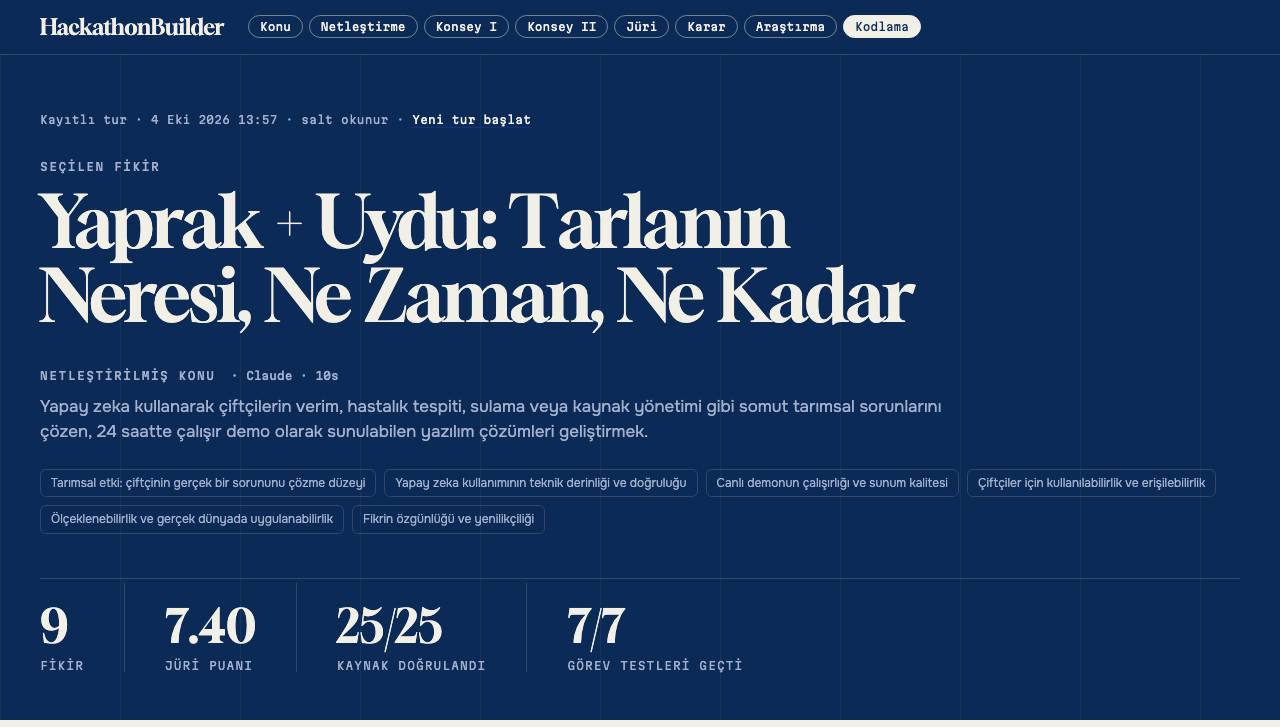 HackathonBuilder Konu Netleştirme Konsey I Konsey II Jüri Karar Araştırma Kodlama
Kayıtlı tur · 4 Eki 2026 13:57 · salt okunur · Yeni tur başlat
SEÇİLEN FİKİR
Yaprak + Uydu: Tarlanın
Neresi, Ne Zaman, Ne Kadar
NETLEŞTİRİLMİŞ KONU · Claude · 10s
Yapay zeka kullanarak çiftçilerin verim, hastalık tespiti, sulama veya kaynak yönetimi gibi somut tarımsal sorunlarını
çözen, 24 saatte çalışır demo olarak sunulabilen yazılım çözümleri geliştirmek.
Tarımsal etki: çiftçinin gerçek bir sorununu çözme düzeyi Yapay zeka kullanımının teknik derinliği ve doğruluğu Canlı demonun çalışırlığı ve sunum kalitesi Çiftçiler için kullanılabilirlik ve erişilebilirlik
Ölçeklenebilirlik ve gerçek dünyada uygulanabilirlik Fikrin özgünlüğü ve yenilikçiliği
9 7.40 25/25 7/7
FİKİR JÜRİ PUANI KAYNAK DOĞRULANDI GÖREV TESTLERİ GEÇTİ